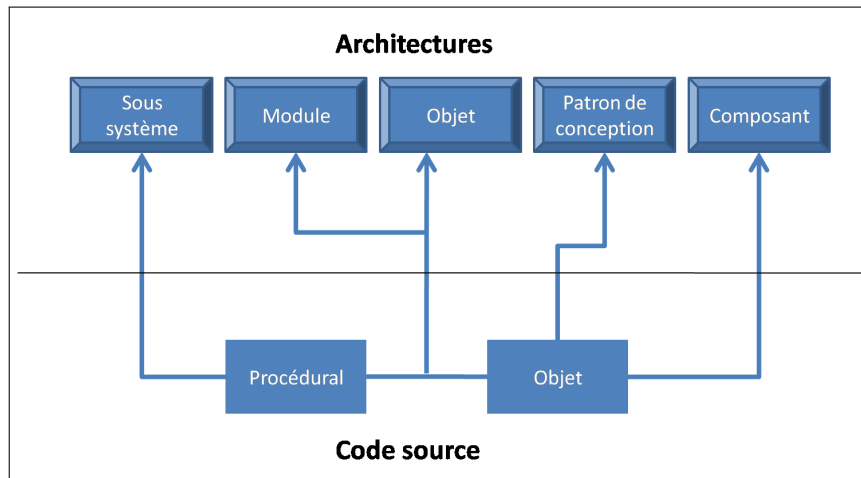 Architectures
Sous
système
Module
Objet
Patron de
conception
Composant
Procédural
Objet
Code source